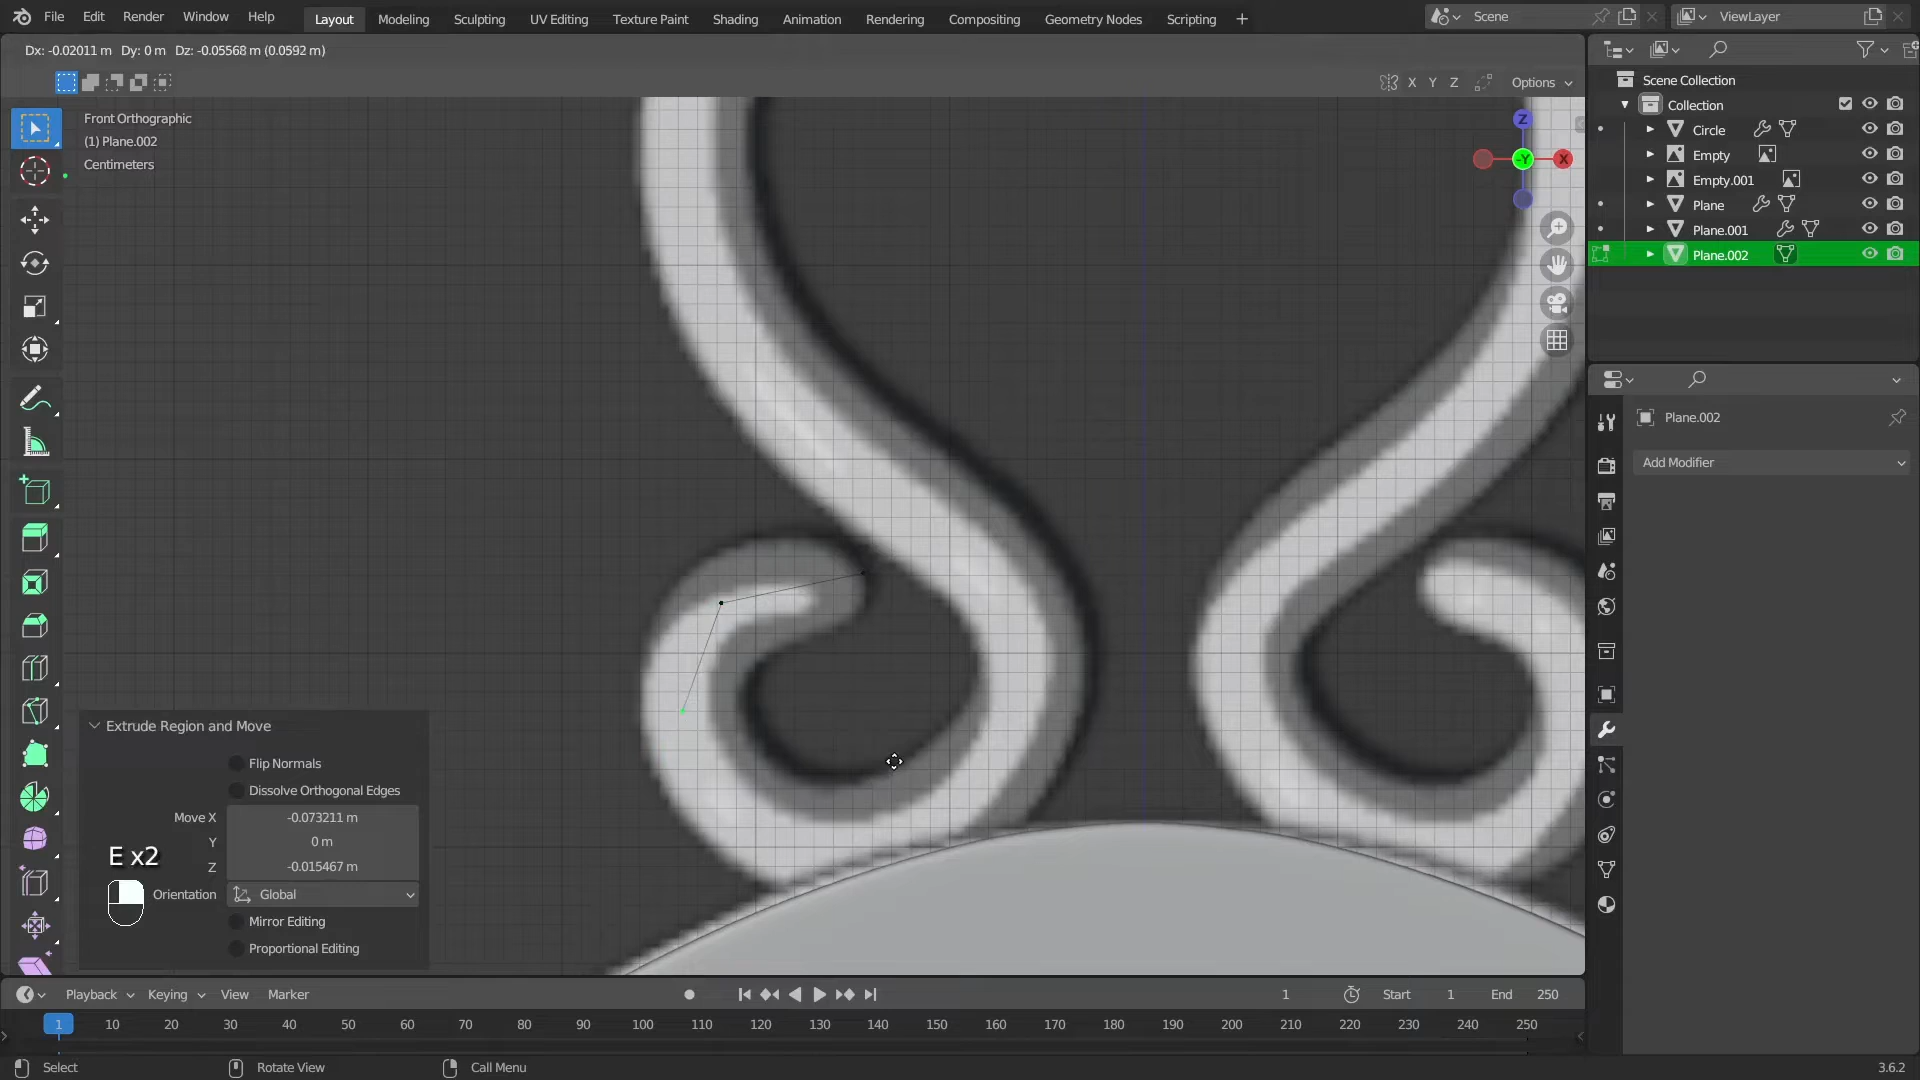 File Edit Render Window Help Layout Modeling Sculpting UV Editing Texture Paint Shading Animation Rendering Compositing Geometry Nodes Scripting + Scene ViewLayer
Dx: -0.02011 m Dy: 0 m Dz: -0.05568 m (0.0592 m)
X Y Z Options
Front Orthographic
(1) Plane.002
Centimeters
Z
-Y
X
Scene Collection
Collection
Circle
Empty
Empty.001
Plane
Plane.001
Plane.002
Plane.002
Add Modifier
Extrude Region and Move
Flip Normals
Dissolve Orthogonal Edges
Move X -0.073211 m
Y 0 m
Z -0.015467 m
E x2
Orientation Global
Mirror Editing
Proportional Editing
Playback Keying View Marker 1 Start 1 End 250
1 10 20 30 40 50 60 70 80 90 100 110 120 130 140 150 160 170 180 190 200 210 220 230 240 250
Select Rotate View Call Menu 3.6.2